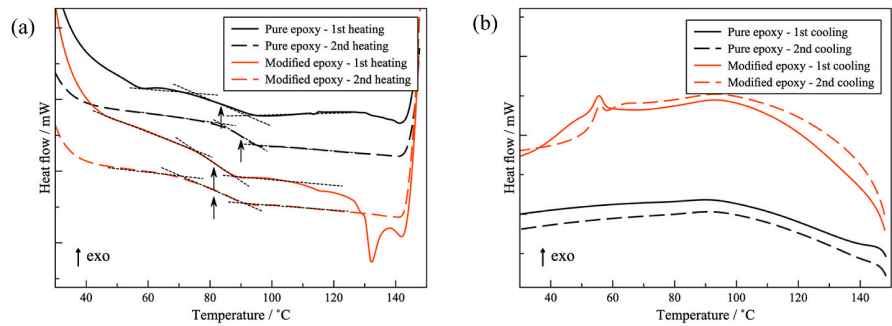 (a)
Pure epoxy - 1st heating
Pure epoxy - 2nd heating
Modified epoxy - 1st heating
Modified epoxy - 2nd heating
Heat flow / mW
exo
40 60 80 100 120 140
Temperature / ˚C
(b)
Pure epoxy - 1st cooling
Pure epoxy - 2nd cooling
Modified epoxy - 1st cooling
Modified epoxy - 2nd cooling
Heat flow / mW
exo
40 60 80 100 120 140
Temperature / ˚C